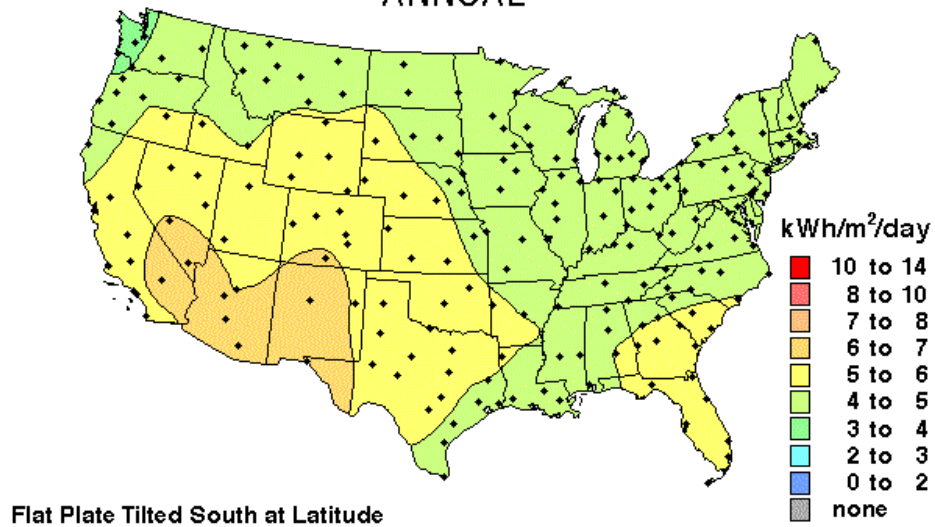 ANNUAL
kWh/m²/day
10 to 14
8 to 10
7 to 8
6 to 7
5 to 6
4 to 5
3 to 4
2 to 3
0 to 2
none
Flat Plate Tilted South at Latitude